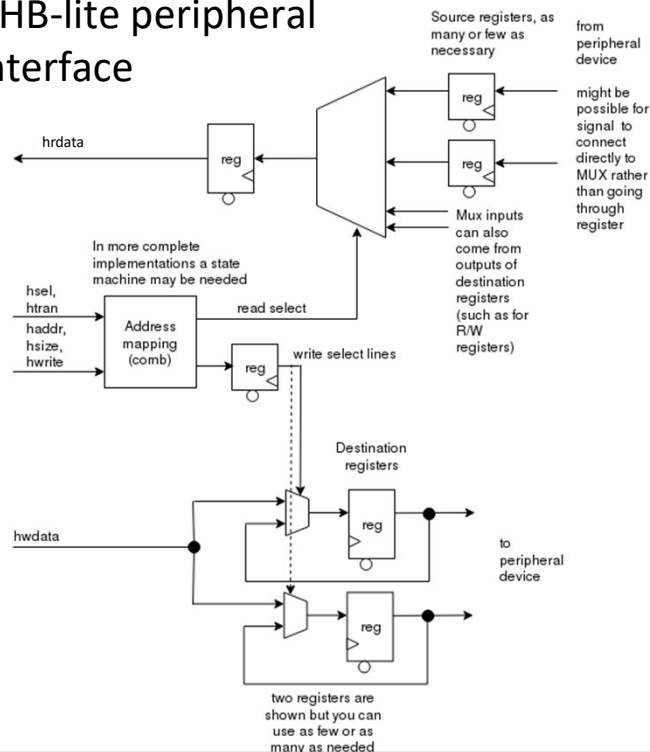 HB-lite peripheral
nterface
Source registers, as
many or few as
necessary
from
peripheral
device
might be
possible for
signal to
connect
directly to
MUX rather
than going
through
register
reg
reg
hrdata
reg
Mux inputs
can also
come from
outputs of
destination
registers
(such as for
R/W
registers)
In more complete
implementations a state
machine may be needed
hsel,
htran
haddr,
hsize,
hwrite
Address
mapping
(comb)
read select
reg
write select lines
Destination
registers
reg
hwdata
to
peripheral
device
reg
two registers are
shown but you can
use as few or as
many as needed